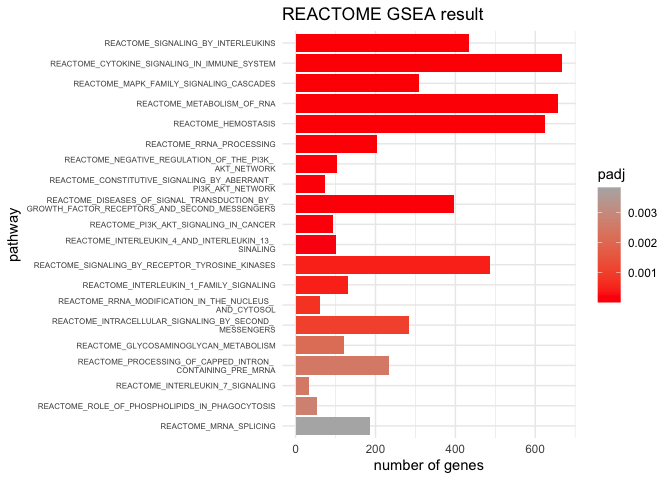 REACTOME GSEA result
REACTOME_SIGNALING_BY_INTERLEUKINS
REACTOME_CYTOKINE_SIGNALING_IN_IMMUNE_SYSTEM
REACTOME_MAPK_FAMILY_SIGNALING_CASCADES
REACTOME_METABOLISM_OF_RNA
REACTOME_HEMOSTASIS
REACTOME_RRNA_PROCESSING
REACTOME_NEGATIVE_REGULATION_OF_THE_PI3K_
AKT_NETWORK
REACTOME_CONSTITUTIVE_SIGNALING_BY_ABERRANT_
PI3K_AKT_NETWORK
REACTOME_DISEASES_OF_SIGNAL_TRANSDUCTION_BY_
GROWTH_FACTOR_RECEPTORS_AND_SECOND_MESSENGERS
REACTOME_PI3K_AKT_SIGNALING_IN_CANCER
REACTOME_INTERLEUKIN_4_AND_INTERLEUKIN_13_
SINALING
REACTOME_SIGNALING_BY_RECEPTOR_TYROSINE_KINASES
REACTOME_INTERLEUKIN_1_FAMILY_SIGNALING
REACTOME_RRNA_MODIFICATION_IN_THE_NUCLEUS_
AND_CYTOSOL
REACTOME_INTRACELLULAR_SIGNALING_BY_SECOND_
MESSENGERS
REACTOME_GLYCOSAMINOGLYCAN_METABOLISM
REACTOME_PROCESSING_OF_CAPPED_INTRON_
CONTAINING_PRE_MRNA
REACTOME_INTERLEUKIN_7_SIGNALING
REACTOME_ROLE_OF_PHOSPHOLIPIDS_IN_PHAGOCYTOSIS
REACTOME_MRNA_SPLICING
pathway
0 200 400 600
number of genes
padj
0.003
0.002
0.001